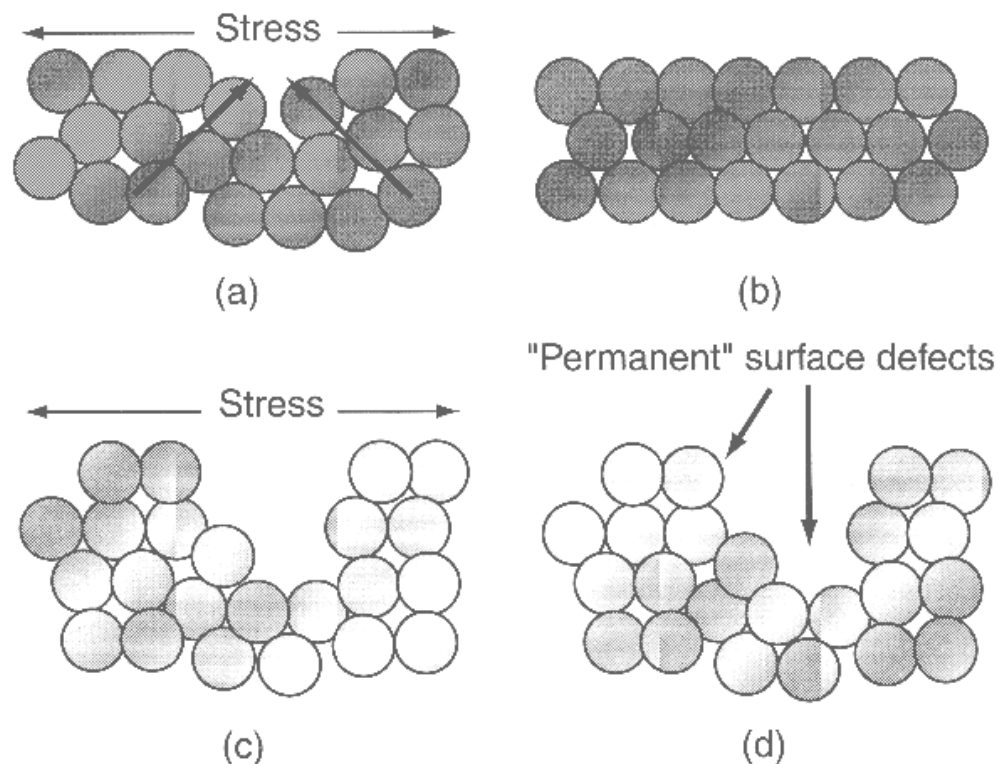 Stress
(a)
(b)
"Permanent" surface defects
Stress
(c)
(d)